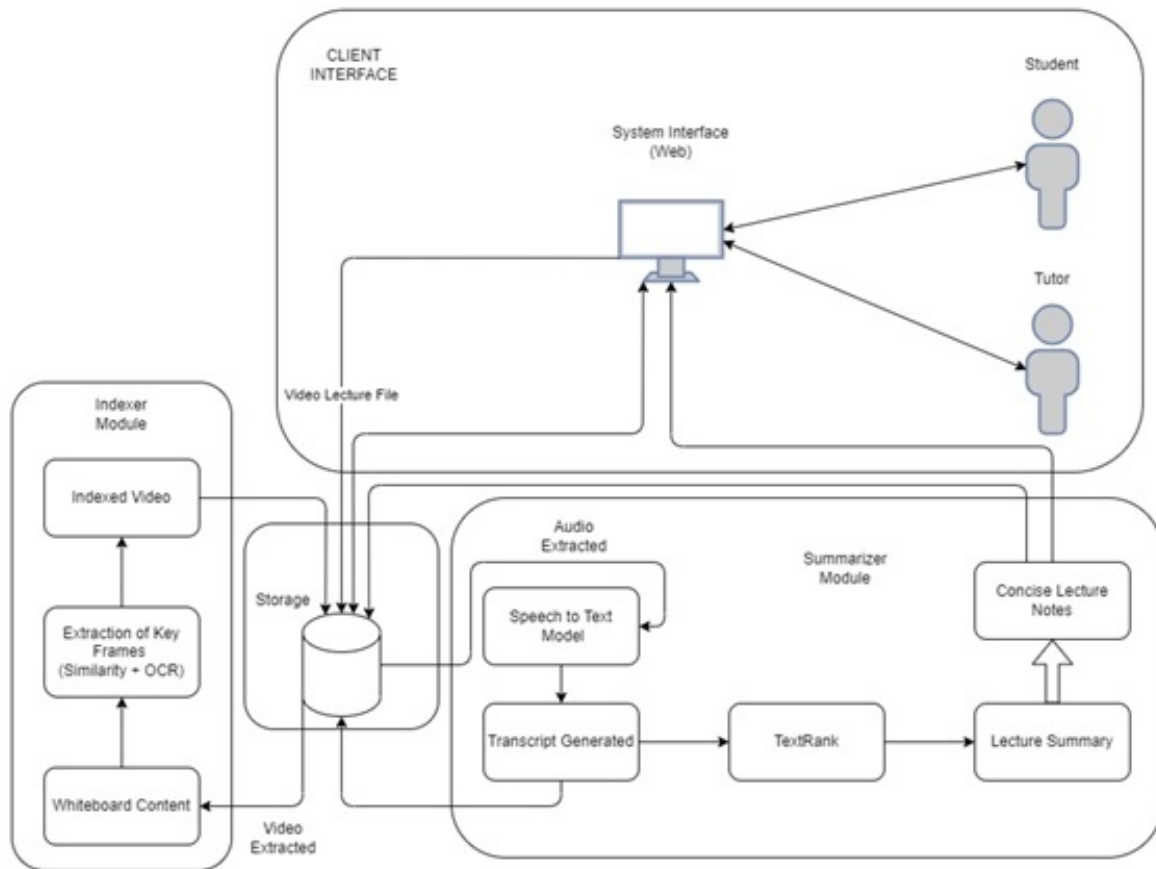 CLIENT
INTERFACE
Student
System Interface
(Web)
Tutor
Video Lecture File
Indexer
Module
Indexed Video
Extraction of Key
Frames
(Similarity + OCR)
Whiteboard Content
Storage
Video
Extracted
Audio
Extracted
Summarizer
Module
Speech to Text
Model
Concise Lecture
Notes
Transcript Generated
TextRank
Lecture Summary